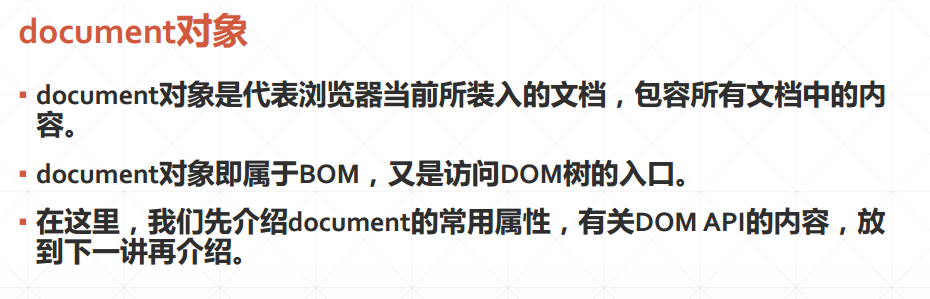 document对象
▪ document对象是代表浏览器当前所装入的文档，包容所有文档中的内
容。
▪ document对象即属于BOM，又是访问DOM树的入口。
▪ 在这里，我们先介绍document的常用属性，有关DOM API的内容，放
到下一讲再介绍。